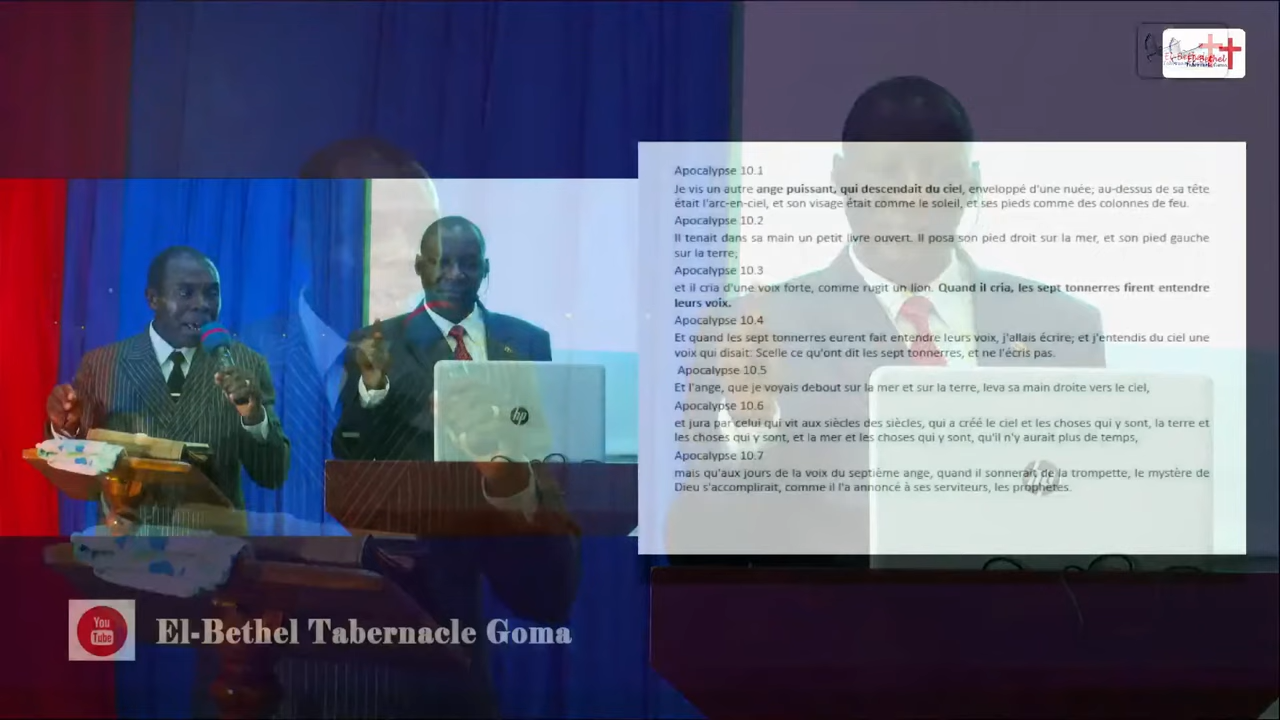 El-Bethel
Tabernacle Goma
Apocalypse 10.1
Je vis un autre ange puissant, qui descendait du ciel, enveloppé d'une nuée; au-dessus de sa tête
était l'arc-en-ciel, et son visage était comme le soleil, et ses pieds comme des colonnes de feu.
Apocalypse 10.2
Il tenait dans sa main un petit livre ouvert. Il posa son pied droit sur la mer, et son pied gauche
sur la terre;
Apocalypse 10.3
et il cria d'une voix forte, comme rugit un lion. Quand il cria, les sept tonnerres firent entendre
leurs voix.
Apocalypse 10.4
Et quand les sept tonnerres eurent fait entendre leurs voix, j'allais écrire; et j'entendis du ciel une
voix qui disait: Scelle ce qu'ont dit les sept tonnerres, et ne l'écris pas.
Apocalypse 10.5
Et l'ange, que je voyais debout sur la mer et sur la terre, leva sa main droite vers le ciel,
Apocalypse 10.6
et jura par celui qui vit aux siècles des siècles, qui a créé le ciel et les choses qui y sont, la terre et
les choses qui y sont, et la mer et les choses qui y sont, qu'il n'y aurait plus de temps,
Apocalypse 10.7
mais qu'aux jours de la voix du septième ange, quand il sonnerait de la trompette, le mystère de
Dieu s'accomplirait, comme il l'a annoncé à ses serviteurs, les prophètes.
hp
hp
You
Tube
El-Bethel Tabernacle Goma